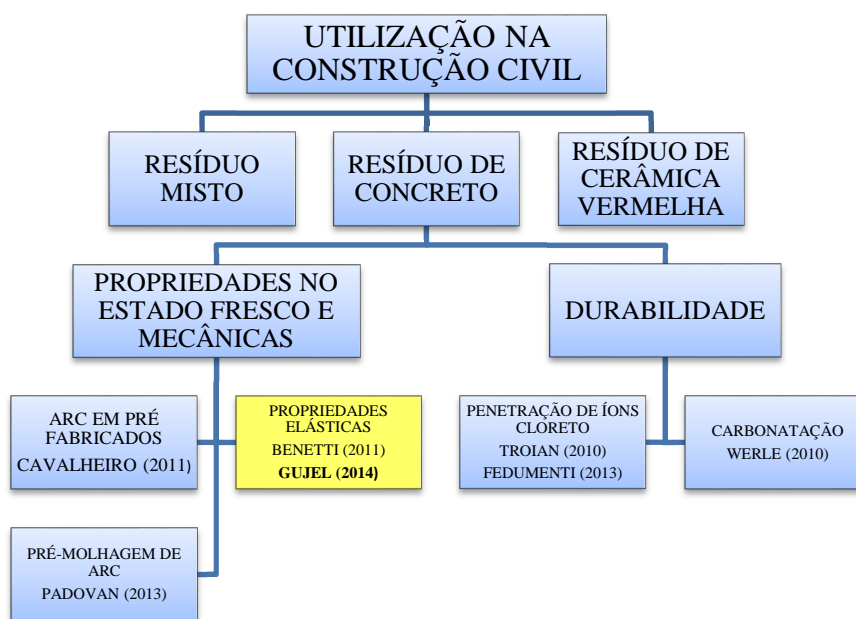 UTILIZAÇÃO NA
CONSTRUÇÃO CIVIL
RESÍDUO
MISTO
RESÍDUO DE
CONCRETO
RESÍDUO DE
CERÂMICA
VERMELHA
PROPRIEDADES NO
ESTADO FRESCO E
MECÂNICAS
DURABILIDADE
ARC EM PRÉ
FABRICADOS
CAVALHEIRO (2011)
PROPRIEDADES
ELÁSTICAS
BENETTI (2011)
GUJEL (2014)
PENETRAÇÃO DE ÍONS
CLORETO
TROIAN (2010)
FEDUMENTI (2013)
CARBONATAÇÃO
WERLE (2010)
PRÉ-MOLHAGEM DE
ARC
PADOVAN (2013)